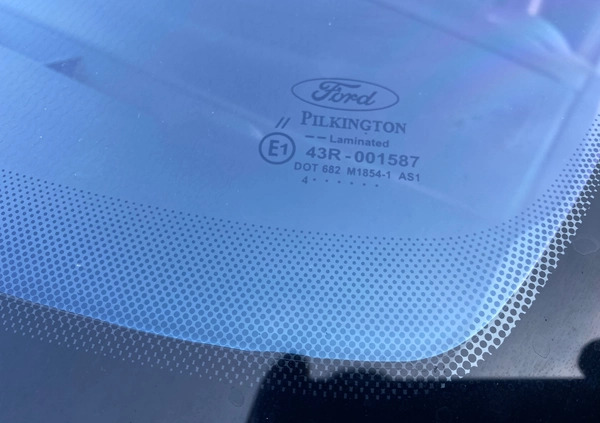 Ford
PILKINGTON
Laminated
E1 43R-001587
DOT 682 M1854-1 AS1
4 . . . . . . .